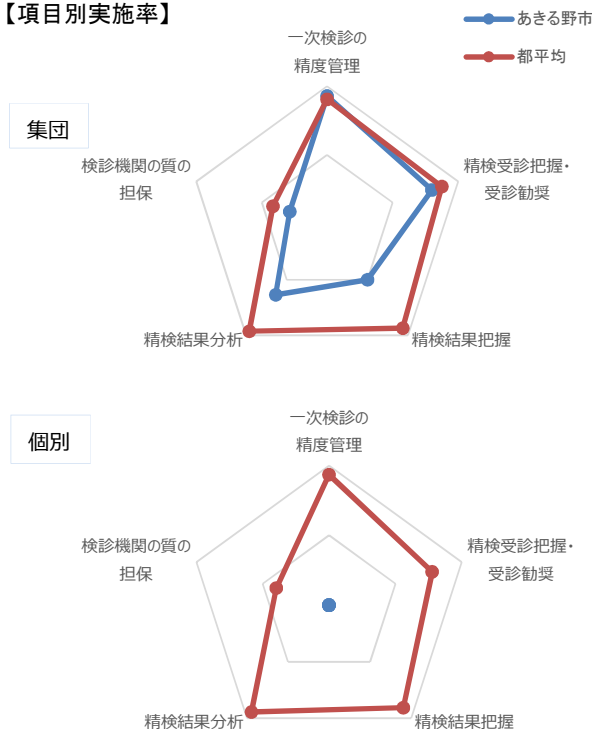 【項目別実施率】
あきる野市
都平均
集団
一次検診の
精度管理
精検受診把握・
受診勧奨
精検結果把握
精検結果分析
検診機関の質の
担保
個別
一次検診の
精度管理
精検受診把握・
受診勧奨
精検結果把握
精検結果分析
検診機関の質の
担保